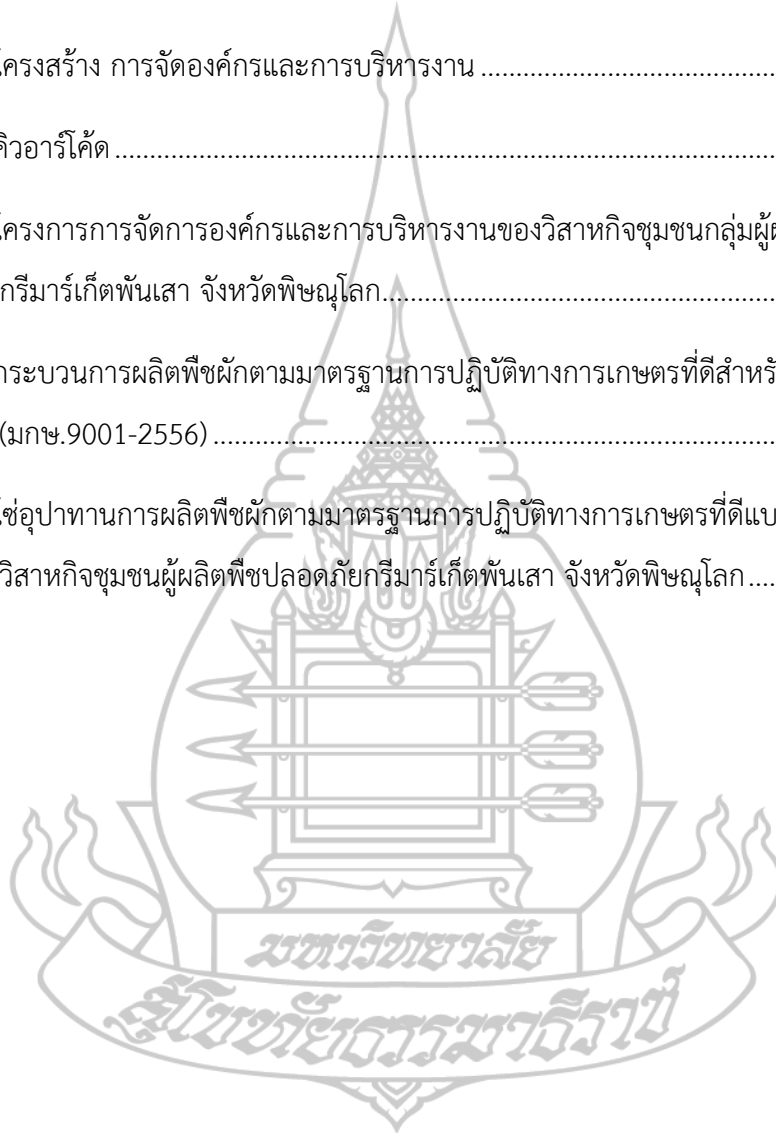 โครงสร้าง การจัดองค์กรและการบริหารงาน
คิวอาร์โค้ด
โครงการการจัดการองค์กรและการบริหารงานของวิสาหกิจชุมชนกลุ่มผู้ผ
กรีมาร์เก็ตพันเสา จังหวัดพิษณุโลก
กระบวนการผลิตพืชผักตามมาตรฐานการปฏิบัติทางการเกษตรที่ดีสำหรั
(มกษ.9001-2556)
โซ่อุปาทานการผลิตพืชผักตามมาตรฐานการปฏิบัติทางการเกษตรที่ดีแบ
วิสาหกิจชุมชนผู้ผลิตพืชปลอดภัยกรีมาร์เก็ตพันเสา จังหวัดพิษณุโลก
มหาวิทยาลัย
สุโขทัยธรรมาธิราช